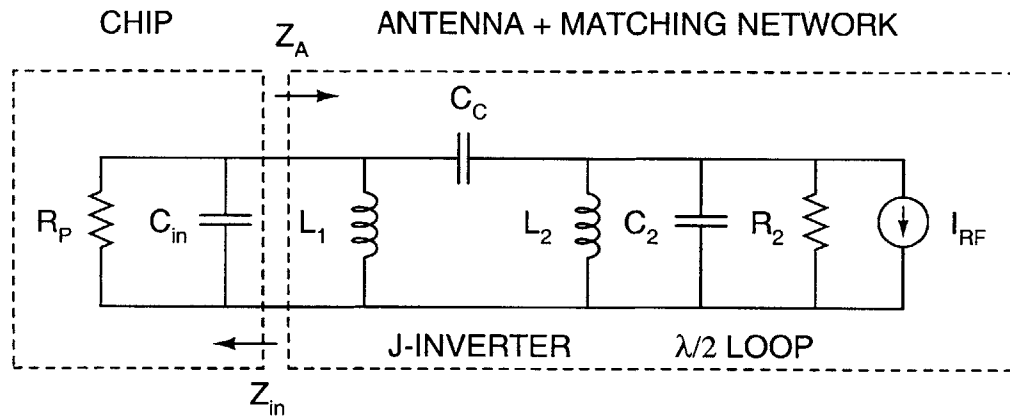 CHIP
Z_A
ANTENNA + MATCHING NETWORK
C_C
R_P
C_in
L_1
L_2
C_2
R_2
I_RF
J-INVERTER
λ/2 LOOP
Z_in